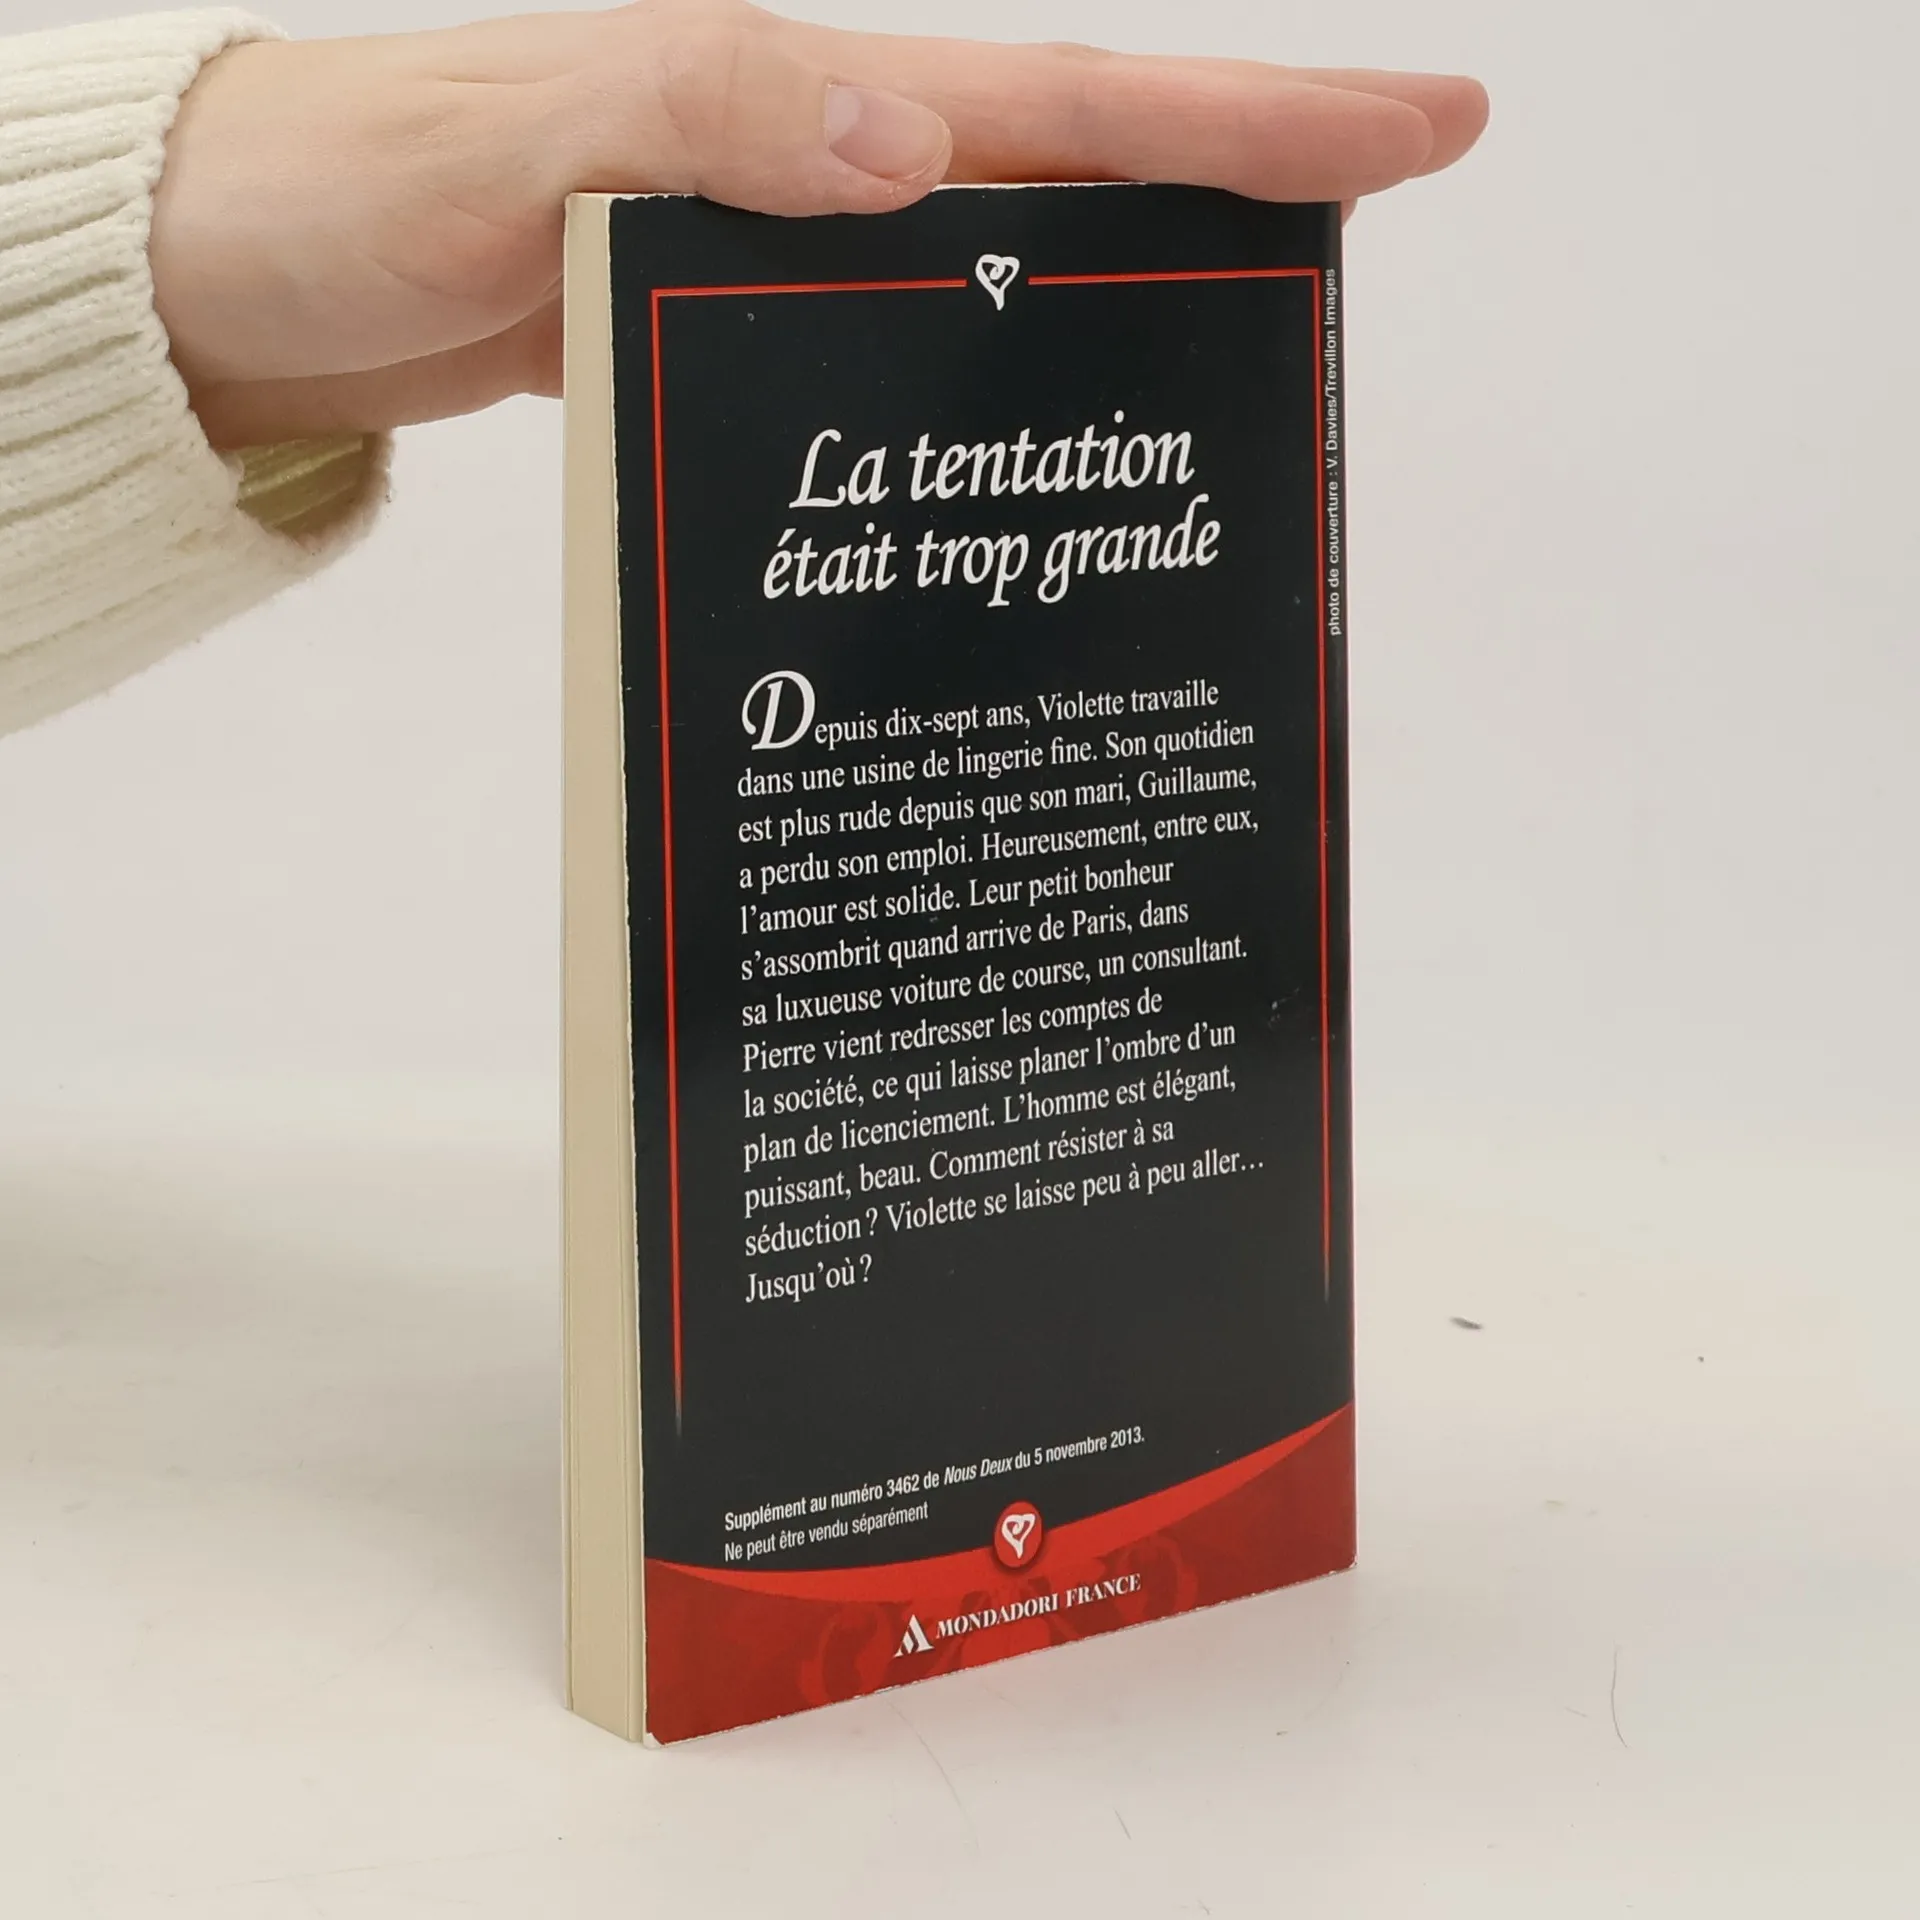 La tentation
était trop grande
Depuis dix-sept ans, Violette travaille
dans une usine de lingerie fine. Son quotidien
est plus rude depuis que son mari, Guillaume,
a perdu son emploi. Heureusement, entre eux,
l’amour est solide. Leur petit bonheur
s’assombrit quand arrive de Paris, dans
sa luxueuse voiture de course, un consultant.
Pierre vient redresser les comptes de
la société, ce qui laisse planer l’ombre d’un
plan de licenciement. L’homme est élégant,
puissant, beau. Comment résister à sa
séduction ? Violette se laisse peu à peu aller…
Jusqu’où ?
Supplément au numéro 3462 de Nous Deux du 5 novembre 2013.
Ne peut être vendu séparément
MONDADORI FRANCE
photo de couverture : V. Davies/Trevillon Images